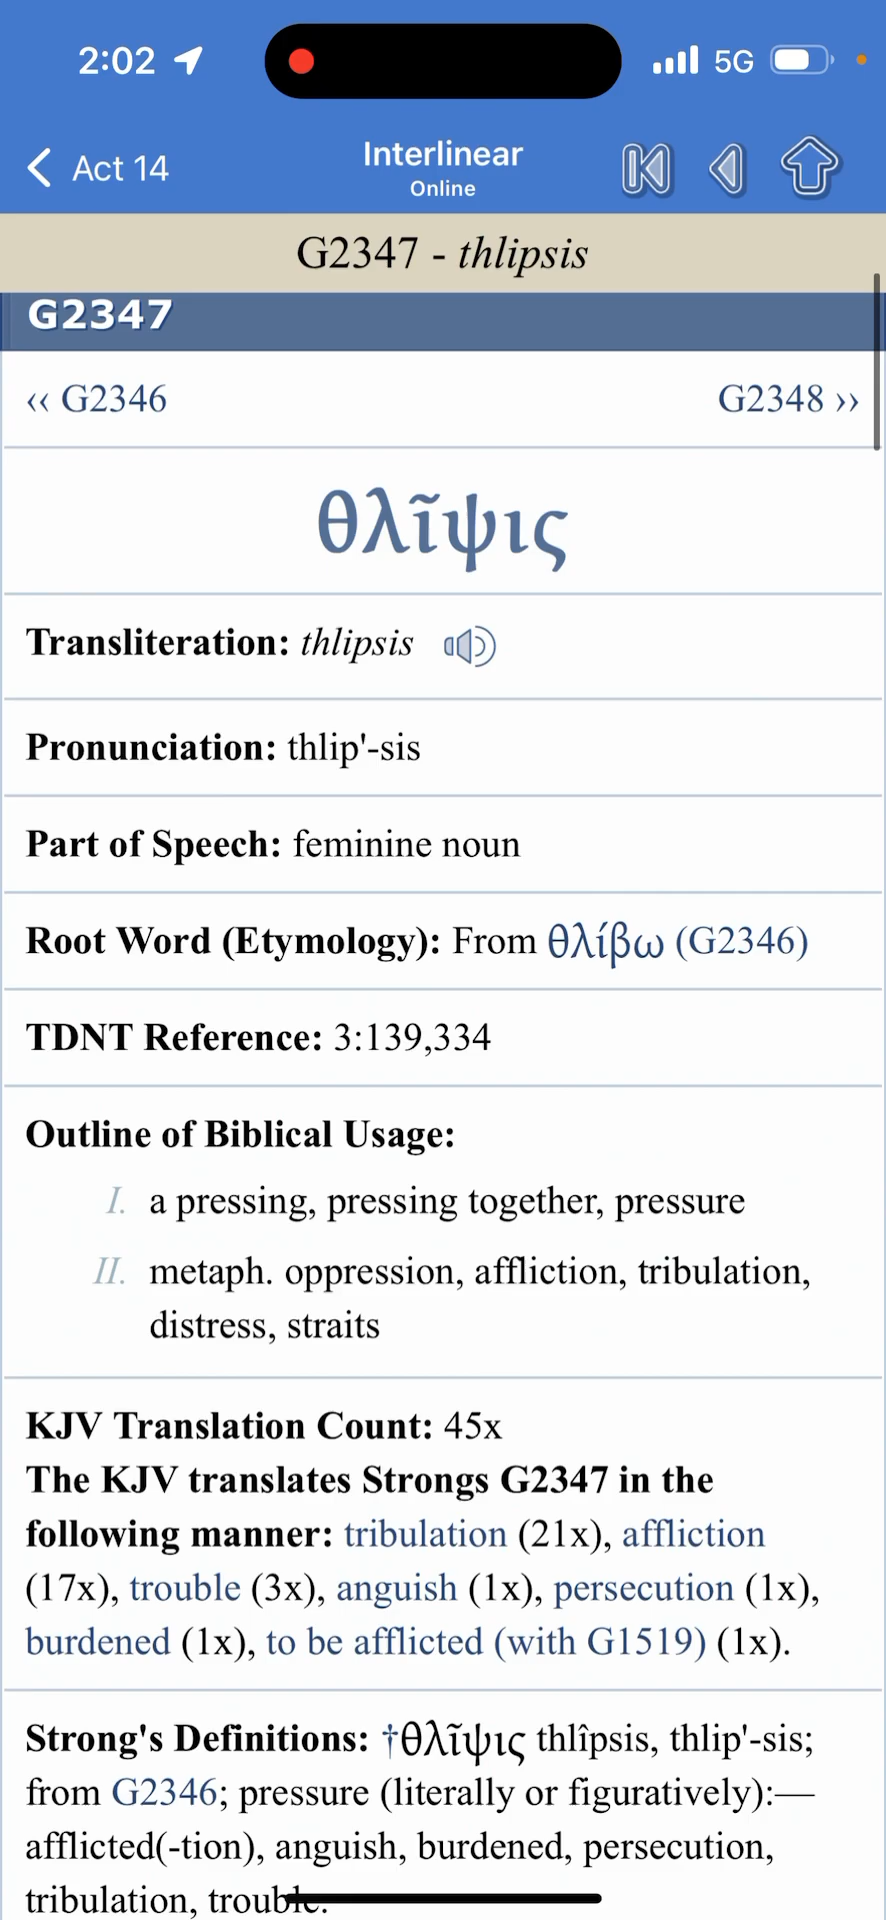 2:02 5G
Act 14 Interlinear
Online
G2347 - thlipsis
G2347
‹‹ G2346 G2348 ››
θλῖψις
Transliteration: thlipsis
Pronunciation: thlip'-sis
Part of Speech: feminine noun
Root Word (Etymology): From θλίβω (G2346)
TDNT Reference: 3:139,334
Outline of Biblical Usage:
I. a pressing, pressing together, pressure
II. metaph. oppression, affliction, tribulation,
distress, straits
KJV Translation Count: 45x
The KJV translates Strongs G2347 in the
following manner: tribulation (21x), affliction
(17x), trouble (3x), anguish (1x), persecution (1x),
burdened (1x), to be afflicted (with G1519) (1x).
Strong's Definitions: †θλῖψις thlîpsis, thlip'-sis;
from G2346; pressure (literally or figuratively):—
afflicted(-tion), anguish, burdened, persecution,
tribulation, trouble.